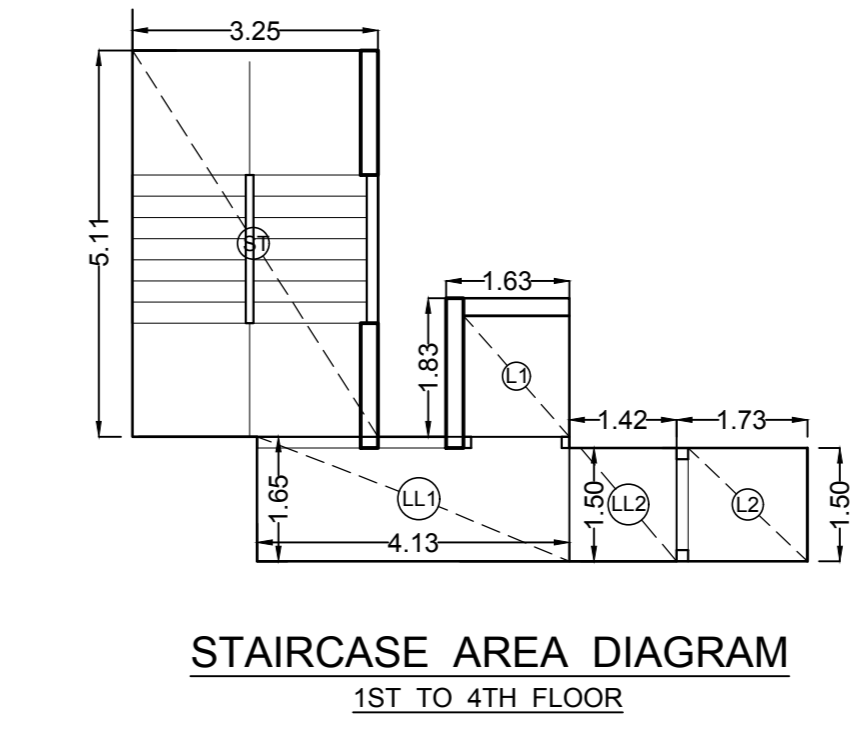 3.25
5.11
ST
1.63
1.83
L1
1.42
1.73
1.65
LL1
4.13
1.50
LL2
L2
1.50
STAIRCASE AREA DIAGRAM
1ST TO 4TH FLOOR